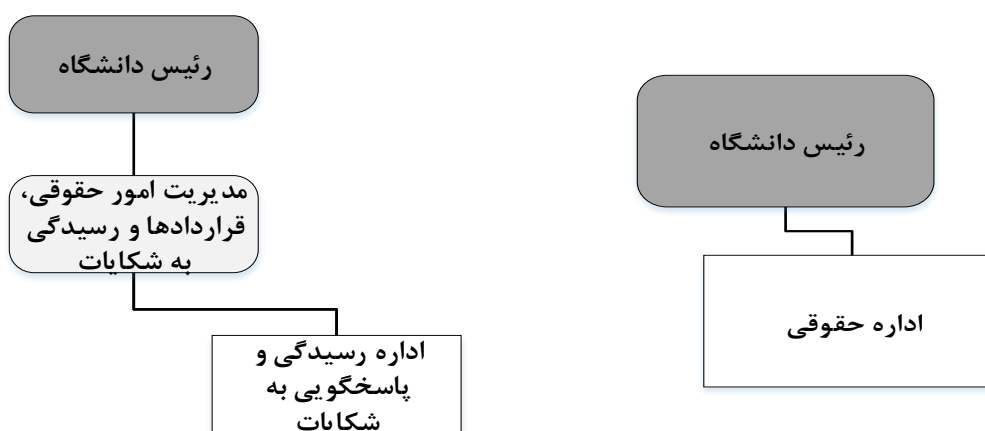 رئیس دانشگاه
مدیریت امور حقوقی،
قراردادها و رسیدگی
به شکایات
اداره رسیدگی و
پاسخگویی به
شکایات
رئیس دانشگاه
اداره حقوقی